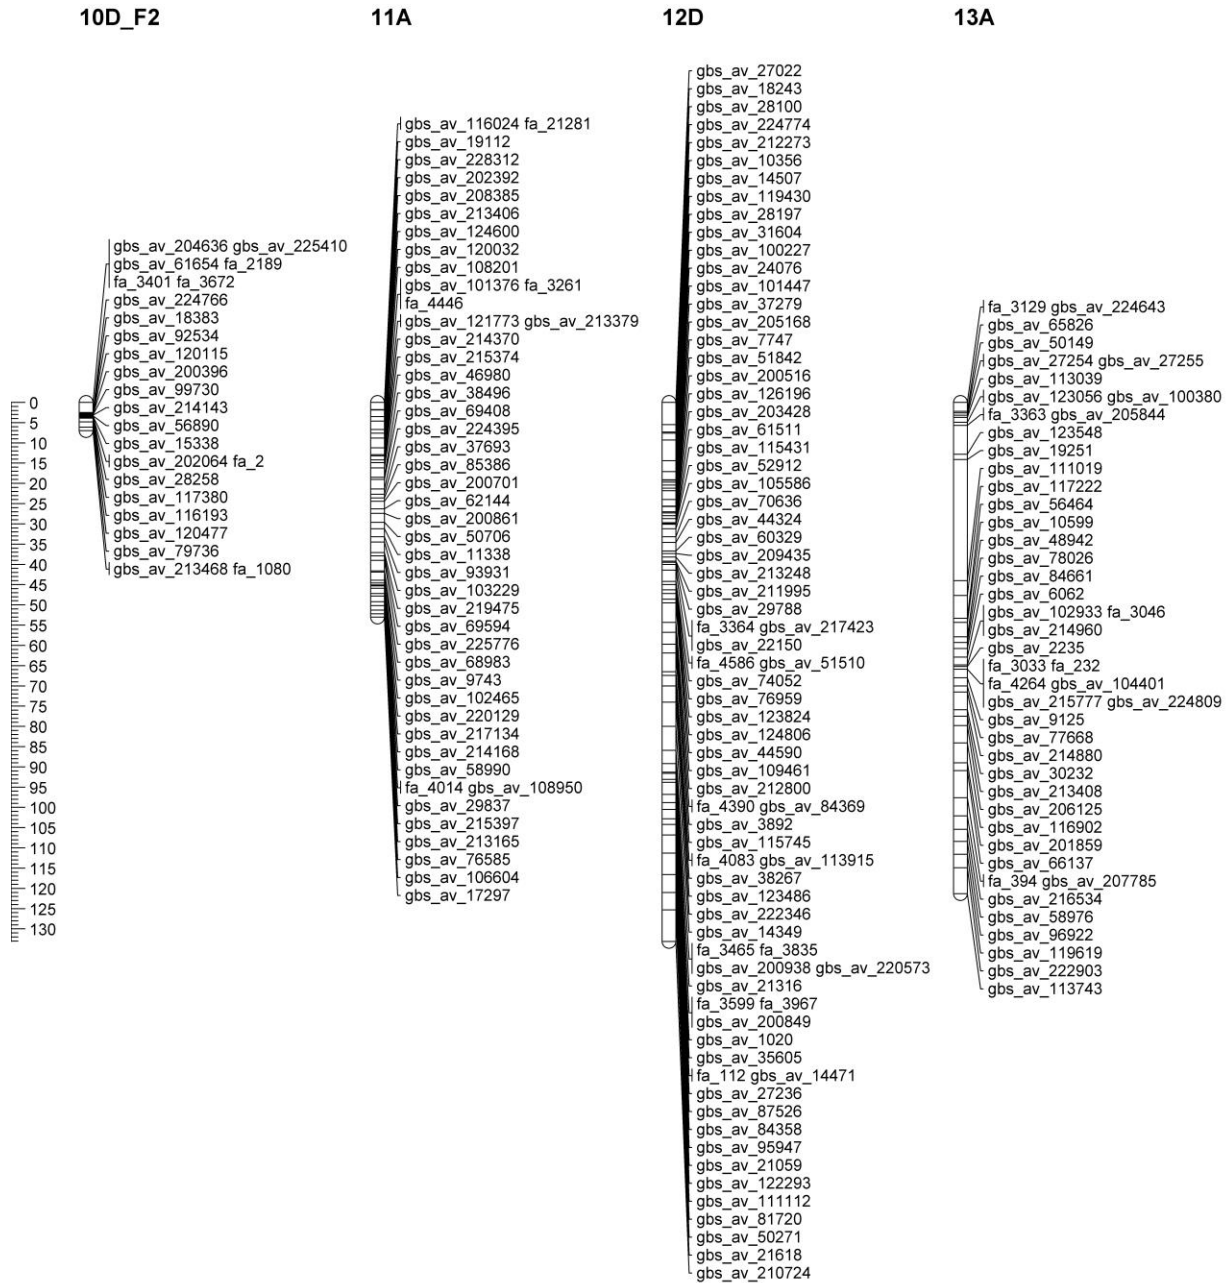 10D_F2
gbs_av_204636 gbs_av_225410
gbs_av_61654 fa_2189
fa_3401 fa_3672
gbs_av_224766
gbs_av_18383
gbs_av_92534
gbs_av_120115
gbs_av_200396
gbs_av_99730
gbs_av_214143
gbs_av_56890
gbs_av_15338
gbs_av_202064 fa_2
gbs_av_28258
gbs_av_117380
gbs_av_116193
gbs_av_120477
gbs_av_79736
gbs_av_213468 fa_1080
0
5
10
15
20
25
30
35
40
45
50
55
60
65
70
75
80
85
90
95
100
105
110
115
120
125
130
11A
gbs_av_116024 fa_21281
gbs_av_19112
gbs_av_228312
gbs_av_202392
gbs_av_208385
gbs_av_213406
gbs_av_124600
gbs_av_120032
gbs_av_108201
gbs_av_101376 fa_3261
fa_4446
gbs_av_121773 gbs_av_213379
gbs_av_214370
gbs_av_215374
gbs_av_46980
gbs_av_38496
gbs_av_69408
gbs_av_224395
gbs_av_37693
gbs_av_85386
gbs_av_200701
gbs_av_62144
gbs_av_200861
gbs_av_50706
gbs_av_11338
gbs_av_93931
gbs_av_103229
gbs_av_219475
gbs_av_69594
gbs_av_225776
gbs_av_68983
gbs_av_9743
gbs_av_102465
gbs_av_220129
gbs_av_217134
gbs_av_214168
gbs_av_58990
fa_4014 gbs_av_108950
gbs_av_29837
gbs_av_215397
gbs_av_213165
gbs_av_76585
gbs_av_106604
gbs_av_17297
12D
gbs_av_27022
gbs_av_18243
gbs_av_28100
gbs_av_224774
gbs_av_212273
gbs_av_10356
gbs_av_14507
gbs_av_119430
gbs_av_28197
gbs_av_31604
gbs_av_100227
gbs_av_24076
gbs_av_101447
gbs_av_37279
gbs_av_205168
gbs_av_7747
gbs_av_51842
gbs_av_200516
gbs_av_126196
gbs_av_203428
gbs_av_61511
gbs_av_115431
gbs_av_52912
gbs_av_105586
gbs_av_70636
gbs_av_44324
gbs_av_60329
gbs_av_209435
gbs_av_213248
gbs_av_211995
gbs_av_29788
fa_3364 gbs_av_217423
gbs_av_22150
fa_4586 gbs_av_51510
gbs_av_74052
gbs_av_76959
gbs_av_123824
gbs_av_124806
gbs_av_44590
gbs_av_109461
gbs_av_212800
fa_4390 gbs_av_84369
gbs_av_3892
gbs_av_115745
fa_4083 gbs_av_113915
gbs_av_38267
gbs_av_123486
gbs_av_222346
gbs_av_14349
fa_3465 fa_3835
gbs_av_200938 gbs_av_220573
gbs_av_21316
fa_3599 fa_3967
gbs_av_200849
gbs_av_1020
gbs_av_35605
fa_112 gbs_av_14471
gbs_av_27236
gbs_av_87526
gbs_av_84358
gbs_av_95947
gbs_av_21059
gbs_av_122293
gbs_av_111112
gbs_av_81720
gbs_av_50271
gbs_av_21618
gbs_av_210724
13A
fa_3129 gbs_av_224643
gbs_av_65826
gbs_av_50149
gbs_av_27254 gbs_av_27255
gbs_av_113039
gbs_av_123056 gbs_av_100380
fa_3363 gbs_av_205844
gbs_av_123548
gbs_av_19251
gbs_av_111019
gbs_av_117222
gbs_av_56464
gbs_av_10599
gbs_av_48942
gbs_av_78026
gbs_av_84661
gbs_av_6062
gbs_av_102933 fa_3046
gbs_av_214960
gbs_av_2235
fa_3033 fa_232
fa_4264 gbs_av_104401
gbs_av_215777 gbs_av_224809
gbs_av_9125
gbs_av_77668
gbs_av_214880
gbs_av_30232
gbs_av_213408
gbs_av_206125
gbs_av_116902
gbs_av_201859
gbs_av_66137
fa_394 gbs_av_207785
gbs_av_216534
gbs_av_58976
gbs_av_96922
gbs_av_119619
gbs_av_222903
gbs_av_113743